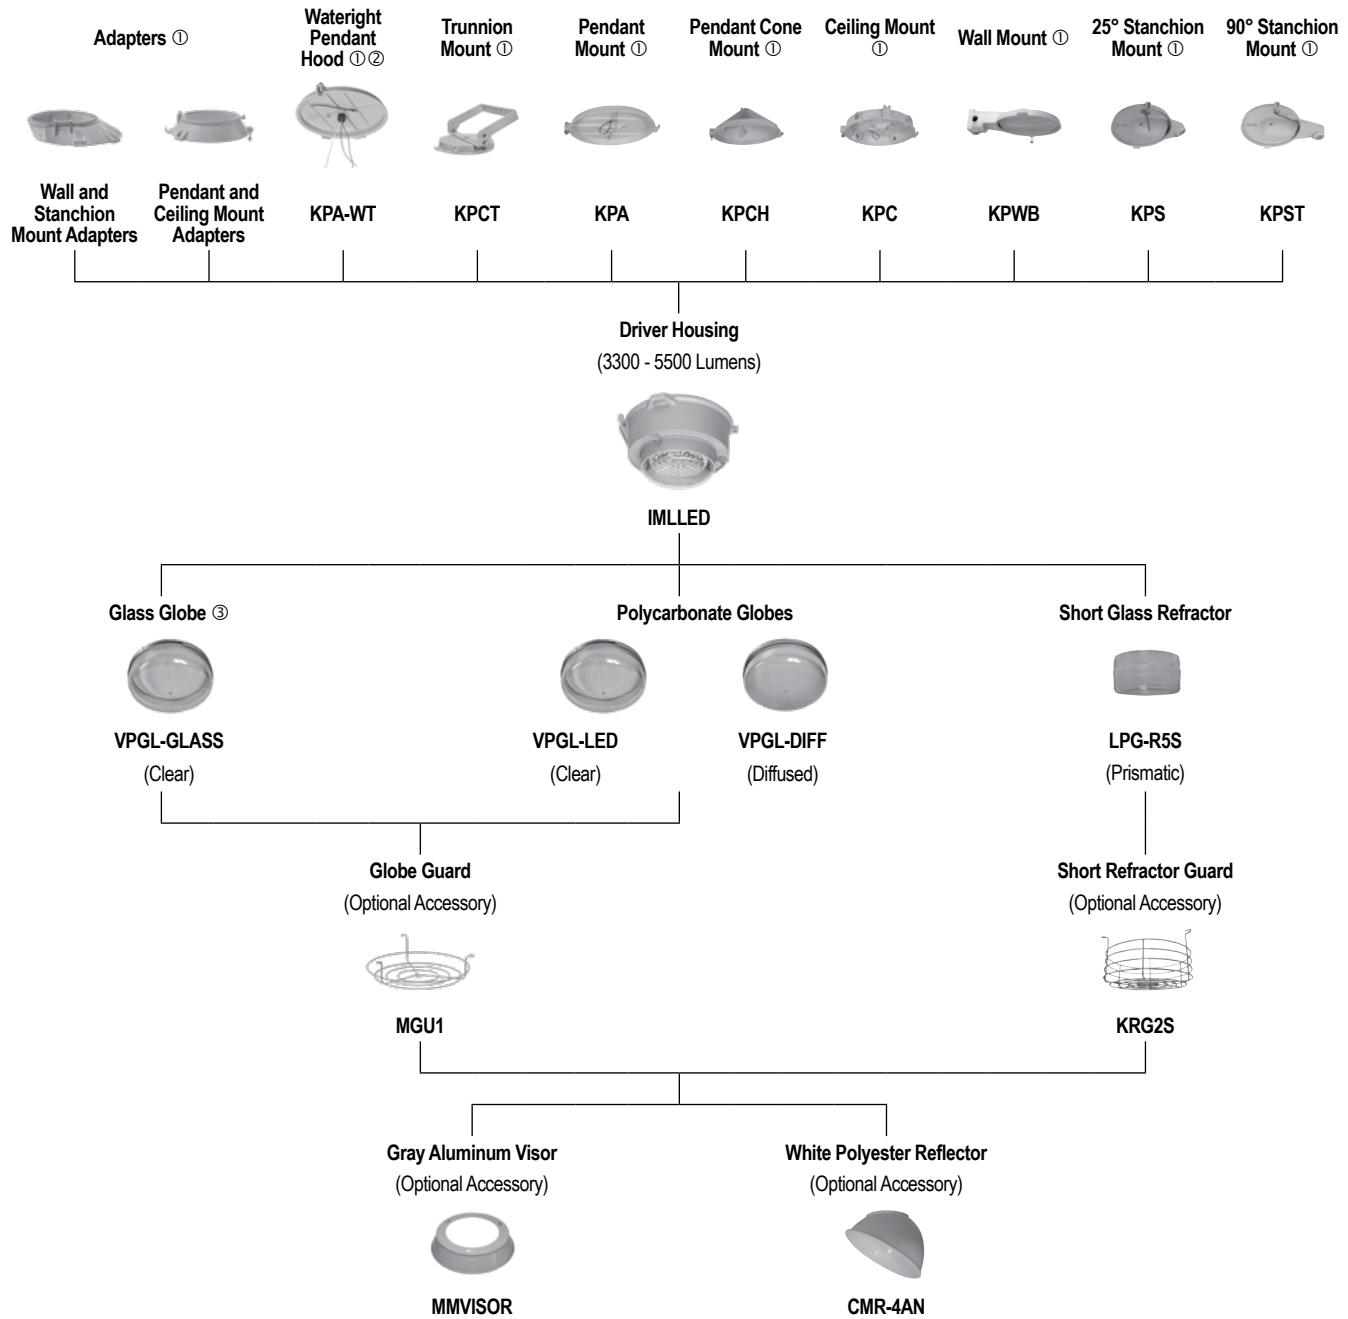 Adapters ①
Wateright
Pendant
Hood ①②
Trunnion
Mount ①
Pendant
Mount ①
Pendant Cone
Mount ①
Ceiling Mount
①
Wall Mount ①
25° Stanchion
Mount ①
90° Stanchion
Mount ①
Wall and
Stanchion
Mount Adapters
Pendant and
Ceiling Mount
Adapters
KPA-WT
KPCT
KPA
KPCH
KPC
KPWB
KPS
KPST
Driver Housing
(3300 - 5500 Lumens)
IMLLED
Glass Globe ③
Polycarbonate Globes
Short Glass Refractor
VPGL-GLASS
(Clear)
VPGL-LED
(Clear)
VPGL-DIFF
(Diffused)
LPG-R5S
(Prismatic)
Globe Guard
(Optional Accessory)
Short Refractor Guard
(Optional Accessory)
MGU1
KRG2S
Gray Aluminum Visor
(Optional Accessory)
White Polyester Reflector
(Optional Accessory)
MMVISOR
CMR-4AN